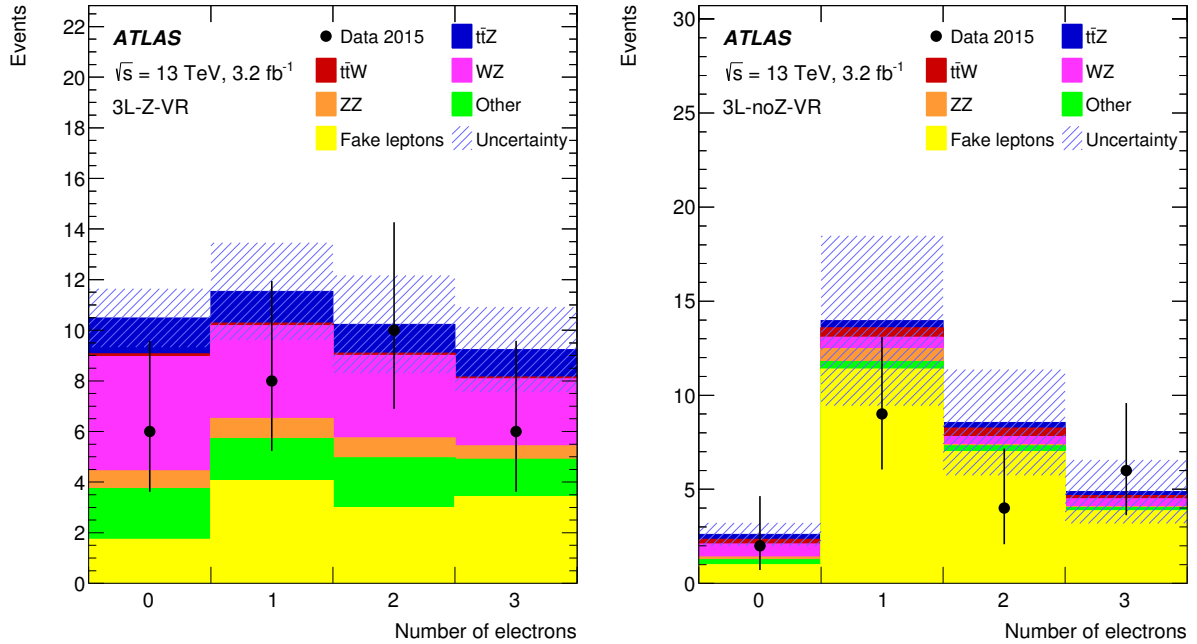 Events
22
20
18
16
14
12
10
8
6
4
2
0
ATLAS
√s = 13 TeV, 3.2 fb⁻¹
3L-Z-VR
Data 2015
tt̄Z
tt̄W
WZ
ZZ
Other
Fake leptons
Uncertainty
0 1 2 3
Number of electrons
Events
30
25
20
15
10
5
0
ATLAS
√s = 13 TeV, 3.2 fb⁻¹
3L-noZ-VR
Data 2015
tt̄Z
tt̄W
WZ
ZZ
Other
Fake leptons
Uncertainty
0 1 2 3
Number of electrons